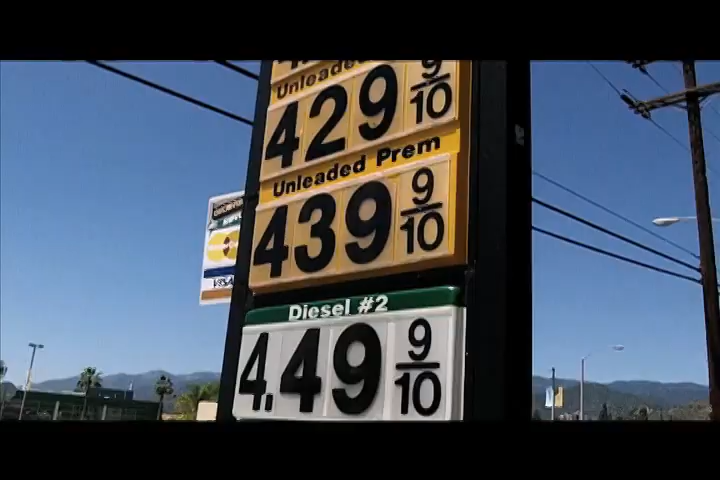 Unleaded
429 9/10
Unleaded Prem
439 9/10
Diesel #2
4.49 9/10
VISA